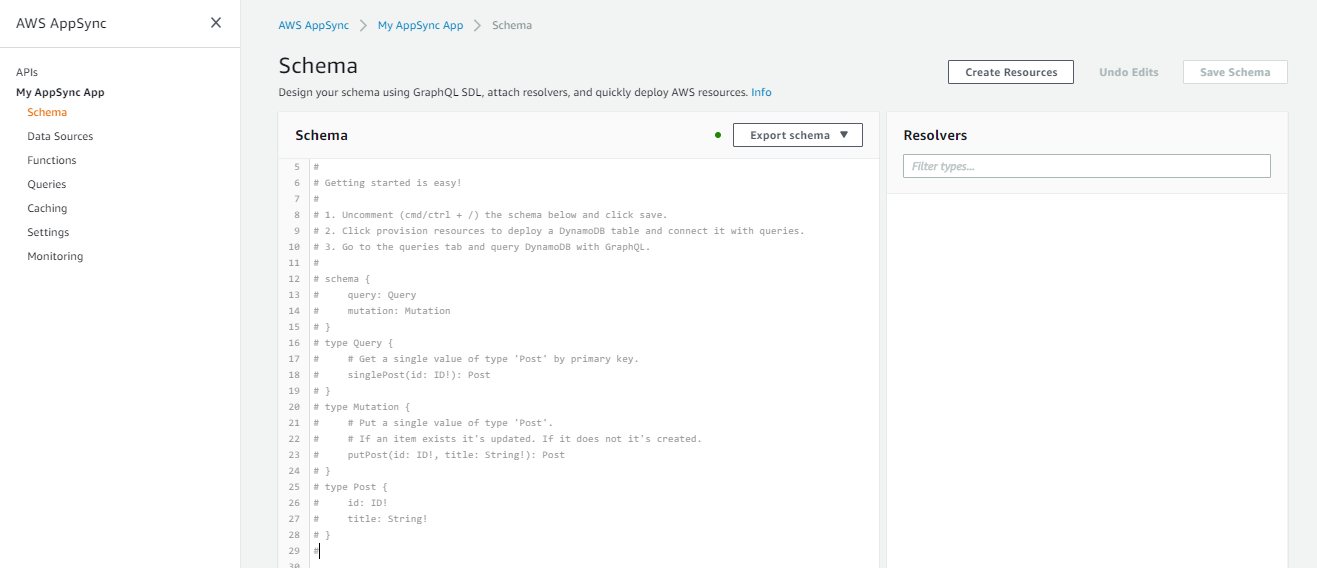 AWS AppSync
APIs
My AppSync App
Schema
Data Sources
Functions
Queries
Caching
Settings
Monitoring
AWS AppSync > My AppSync App > Schema
Schema
Design your schema using GraphQL SDL, attach resolvers, and quickly deploy AWS resources. Info
Create Resources
Undo Edits
Save Schema
Schema
Export schema
5 #
6 # Getting started is easy!
7 #
8 # 1. Uncomment (cmd/ctrl + /) the schema below and click save.
9 # 2. Click provision resources to deploy a DynamoDB table and connect it with queries.
10 # 3. Go to the queries tab and query DynamoDB with GraphQL.
11 #
12 # schema {
13 #     query: Query
14 #     mutation: Mutation
15 # }
16 # type Query {
17 #     # Get a single value of type 'Post' by primary key.
18 #     singlePost(id: ID!): Post
19 # }
20 # type Mutation {
21 #     # Put a single value of type 'Post'.
22 #     # If an item exists it's updated. If it does not it's created.
23 #     putPost(id: ID!, title: String!): Post
24 # }
25 # type Post {
26 #     id: ID!
27 #     title: String!
28 # }
29 #
30
Resolvers
Filter types...